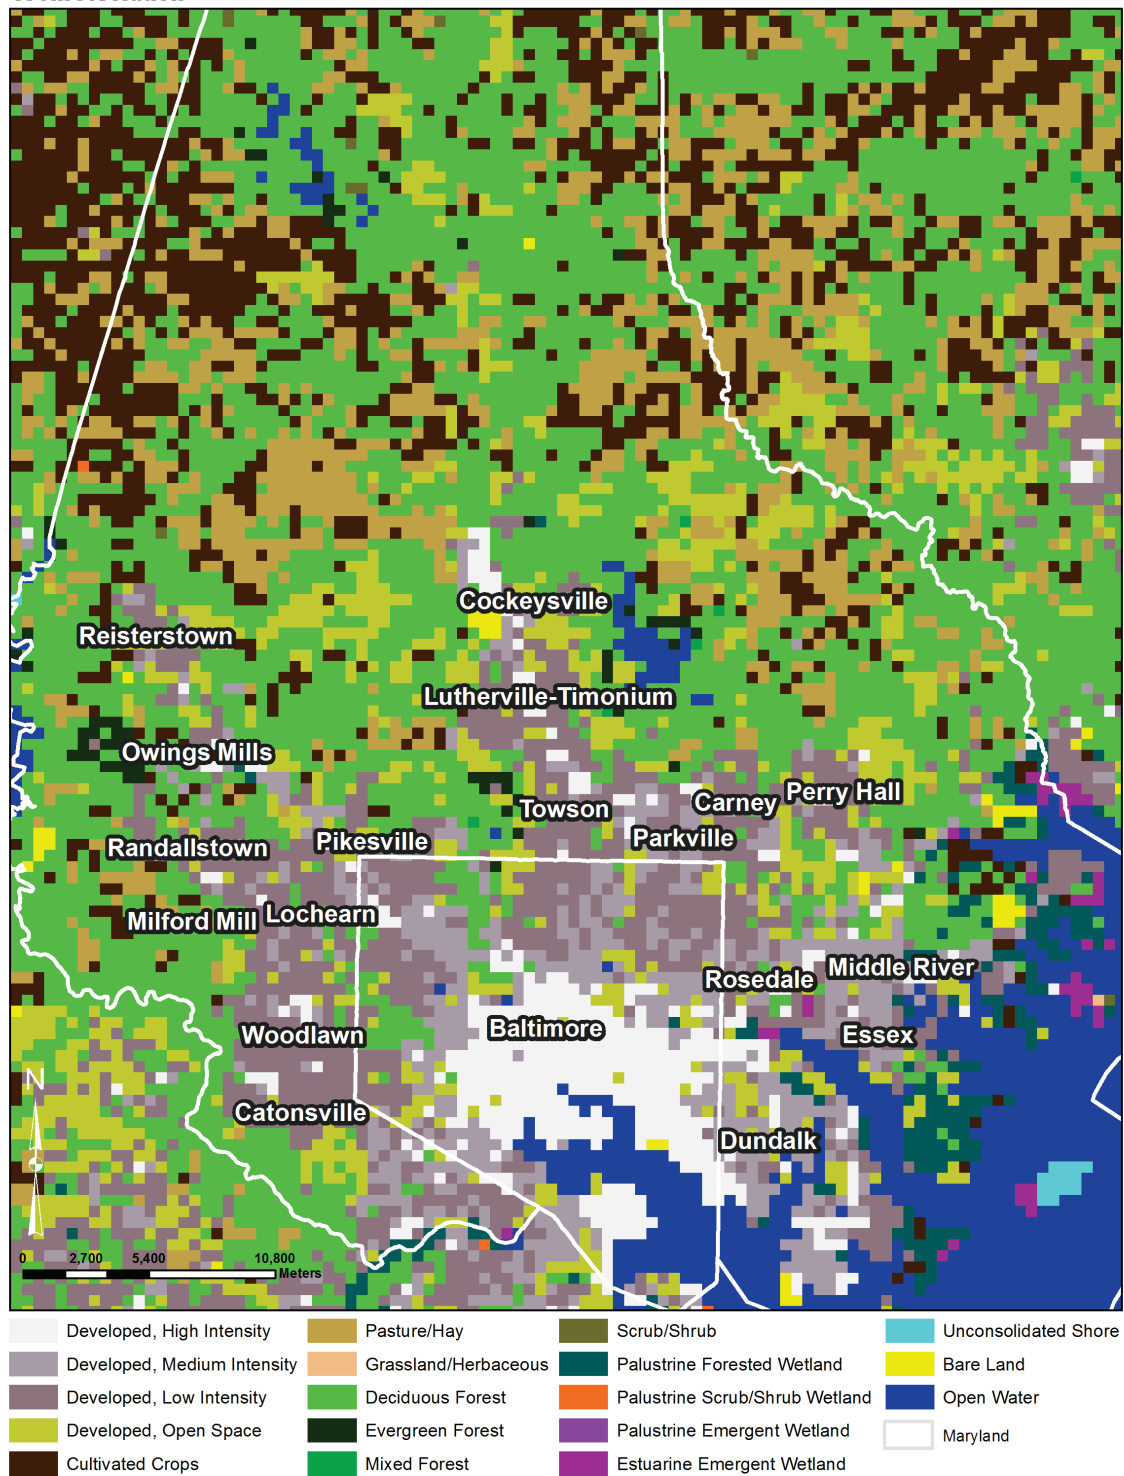 Cockeysville
Reisterstown
Lutherville-Timonium
Owings Mills
Perry Hall
Carney
Towson
Parkville
Pikesville
Randallstown
Lochearn
Milford Mill
Middle River
Rosedale
Baltimore
Essex
Woodlawn
N
Catonsville
Dundalk
0 2,700 5,400 10,800
Meters
Developed, High Intensity
Developed, Medium Intensity
Developed, Low Intensity
Developed, Open Space
Cultivated Crops
Pasture/Hay
Grassland/Herbaceous
Deciduous Forest
Evergreen Forest
Mixed Forest
Scrub/Shrub
Palustrine Forested Wetland
Palustrine Scrub/Shrub Wetland
Palustrine Emergent Wetland
Estuarine Emergent Wetland
Unconsolidated Shore
Bare Land
Open Water
Maryland